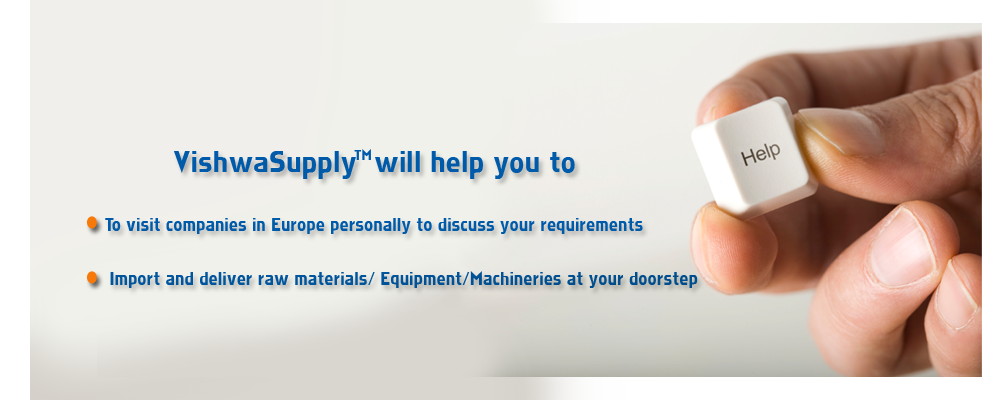 VishwaSupply™ will help you to
To visit companies in Europe personally to discuss your requirements
Import and deliver raw materials/ Equipment/Machineries at your doorstep
Help